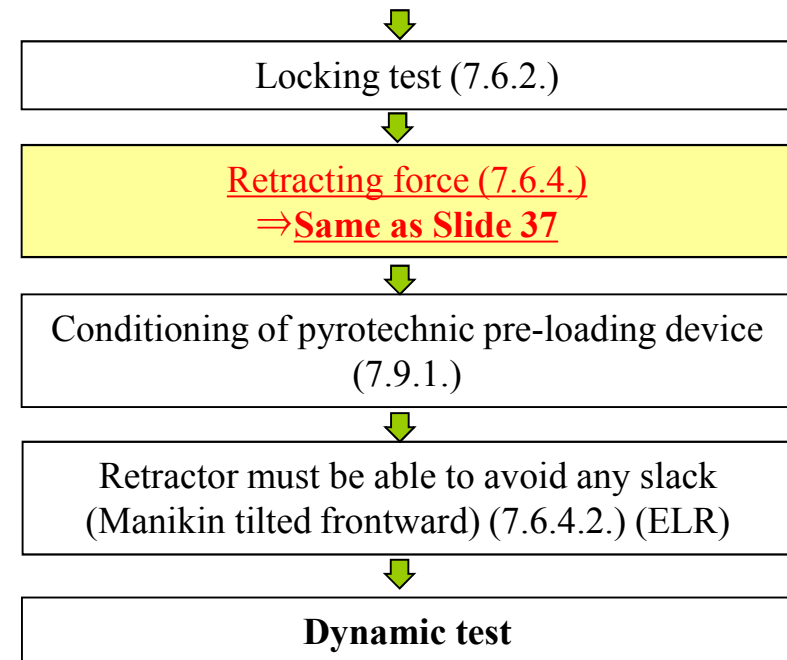 Locking test (7.6.2.)
Retracting force (7.6.4.)
⇒Same as Slide 37
Conditioning of pyrotechnic pre-loading device
(7.9.1.)
Retractor must be able to avoid any slack
(Manikin tilted frontward) (7.6.4.2.) (ELR)
Dynamic test